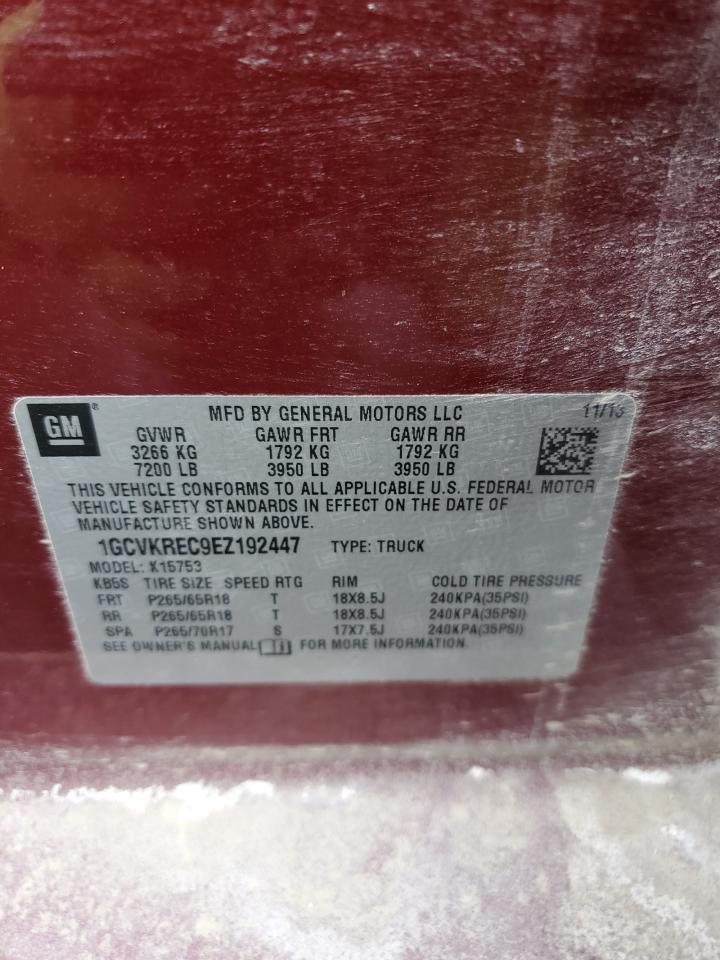 GM
MFD BY GENERAL MOTORS LLC 11/13
GVWR GAWR FRT GAWR RR
3266 KG 1792 KG 1792 KG
7200 LB 3950 LB 3950 LB
THIS VEHICLE CONFORMS TO ALL APPLICABLE U.S. FEDERAL MOTOR
VEHICLE SAFETY STANDARDS IN EFFECT ON THE DATE OF
MANUFACTURE SHOWN ABOVE.
1GCVKREC9EZ192447 TYPE: TRUCK
MODEL: K15753
KB5S TIRE SIZE SPEED RTG RIM COLD TIRE PRESSURE
FRT P265/65R18 T 18X8.5J 240KPA(35PSI)
RR P265/65R18 T 18X8.5J 240KPA(35PSI)
SPA P265/70R17 S 17X7.5J 240KPA(35PSI)
SEE OWNER'S MANUAL FOR MORE INFORMATION.